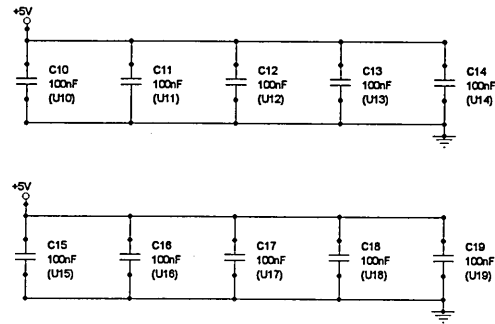 +5V
C10
100nF
(U10)
C11
100nF
(U11)
C12
100nF
(U12)
C13
100nF
(U13)
C14
100nF
(U14)
+5V
C15
100nF
(U15)
C16
100nF
(U16)
C17
100nF
(U17)
C18
100nF
(U18)
C19
100nF
(U19)